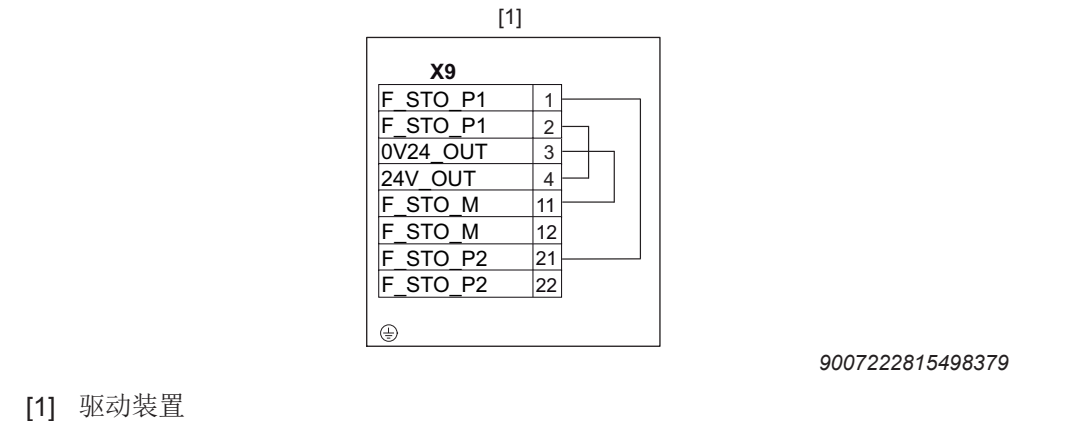 [1]
X9
F_STO_P1 1
F_STO_P1 2
0V24_OUT 3
24V_OUT 4
F_STO_M 11
F_STO_M 12
F_STO_P2 21
F_STO_P2 22
9007222815498379
[1] 驱动装置